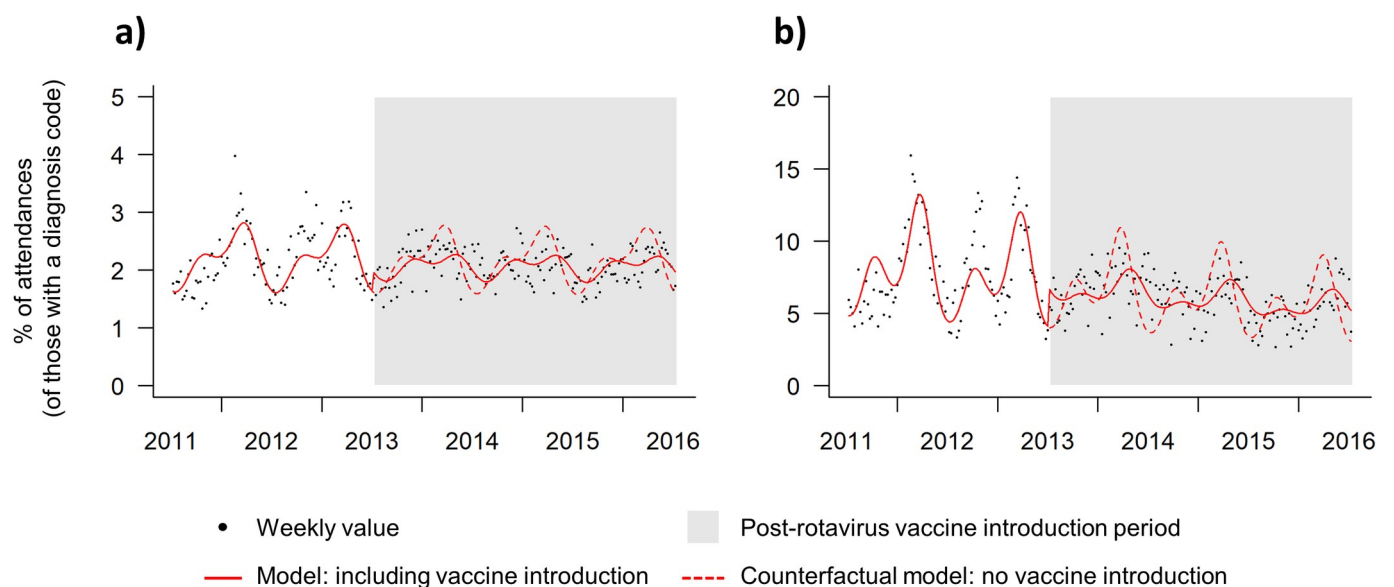 a)
b)
% of attendances
(of those with a diagnosis code)
5
4
3
2
1
0
2011 2012 2013 2014 2015 2016
20
15
10
5
0
2011 2012 2013 2014 2015 2016
Weekly value
Post-rotavirus vaccine introduction period
Model: including vaccine introduction
Counterfactual model: no vaccine introduction